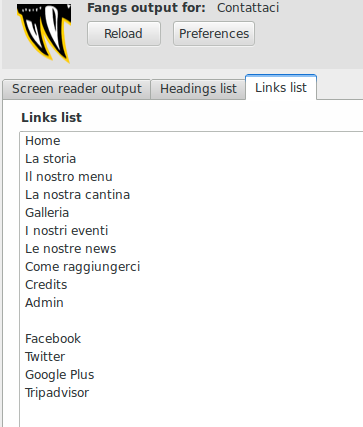 Fangs output for: Contattaci
Reload Preferences
Screen reader output Headings list Links list
Links list
Home
La storia
Il nostro menu
La nostra cantina
Galleria
I nostri eventi
Le nostre news
Come raggiungerci
Credits
Admin
Facebook
Twitter
Google Plus
Tripadvisor